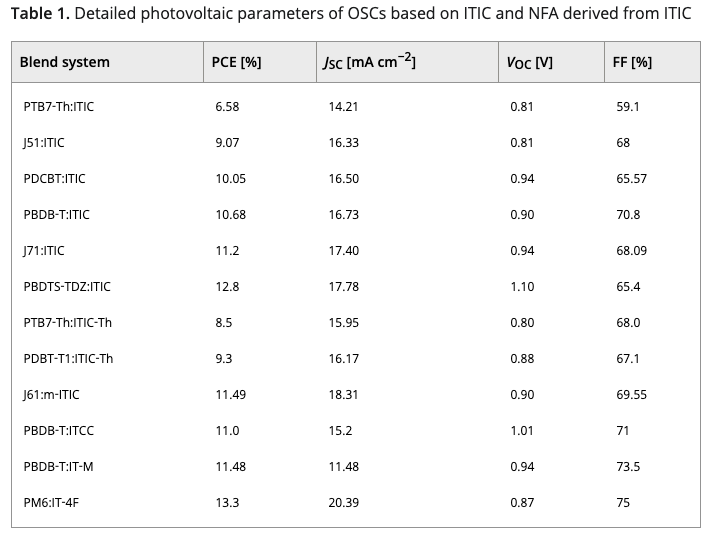 Table 1. Detailed photovoltaic parameters of OSCs based on ITIC and NFA derived from ITIC
Blend system PCE [%] JSC [mA cm−2] VOC [V] FF [%]
PTB7-Th:ITIC 6.58 14.21 0.81 59.1
J51:ITIC 9.07 16.33 0.81 68
PDCBT:ITIC 10.05 16.50 0.94 65.57
PBDB-T:ITIC 10.68 16.73 0.90 70.8
J71:ITIC 11.2 17.40 0.94 68.09
PBDTS-TDZ:ITIC 12.8 17.78 1.10 65.4
PTB7-Th:ITIC-Th 8.5 15.95 0.80 68.0
PDBT-T1:ITIC-Th 9.3 16.17 0.88 67.1
J61:m-ITIC 11.49 18.31 0.90 69.55
PBDB-T:ITCC 11.0 15.2 1.01 71
PBDB-T:IT-M 11.48 11.48 0.94 73.5
PM6:IT-4F 13.3 20.39 0.87 75